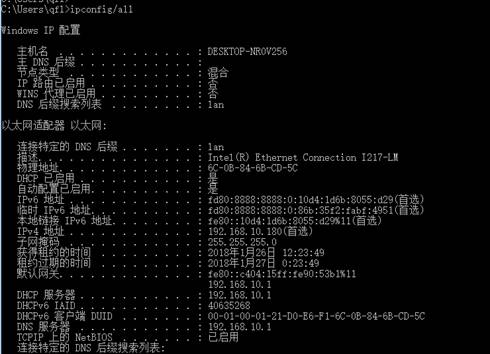 C:\Users\qf1>ipconfig/all
Windows IP 配置
主机名 . . . . . . . . . . . . . : DESKTOP-NR0V256
主 DNS 后缀 . . . . . . . . . . . :
节点类型 . . . . . . . . . . . . : 混合
IP 路由已启用 . . . . . . . . . . : 否
WINS 代理已启用 . . . . . . . . . : 否
DNS 后缀搜索列表 . . . . . . . . : lan
以太网适配器 以太网:
连接特定的 DNS 后缀 . . . . . . . : lan
描述. . . . . . . . . . . . . . . : Intel(R) Ethernet Connection I217-LM
物理地址. . . . . . . . . . . . . : 6C-0B-84-6B-CD-5C
DHCP 已启用 . . . . . . . . . . . : 是
自动配置已启用. . . . . . . . . . : 是
IPv6 地址 . . . . . . . . . . . . : fd80:8888:8888:0:10d4:1d6b:8055:d29(首选)
临时 IPv6 地址. . . . . . . . . . : fd80:8888:8888:0:86b:35f2:fabf:4951(首选)
本地链接 IPv6 地址. . . . . . . . : fe80::10d4:1d6b:8055:d29%11(首选)
IPv4 地址 . . . . . . . . . . . . : 192.168.10.180(首选)
子网掩码 . . . . . . . . . . . . : 255.255.255.0
获得租约的时间 . . . . . . . . . : 2018年1月26日 12:23:49
租约过期的时间 . . . . . . . . . : 2018年1月27日 0:23:49
默认网关. . . . . . . . . . . . . : fe80::c404:15ff:fe90:53b1%11
192.168.10.1
DHCP 服务器 . . . . . . . . . . . : 192.168.10.1
DHCPv6 IAID . . . . . . . . . . . : 40635268
DHCPv6 客户端 DUID . . . . . . . : 00-01-00-01-21-D0-E6-F1-6C-0B-84-6B-CD-5C
DNS 服务器 . . . . . . . . . . . : 192.168.10.1
TCPIP 上的 NetBIOS . . . . . . . : 已启用
连接特定的 DNS 后缀搜索列表: